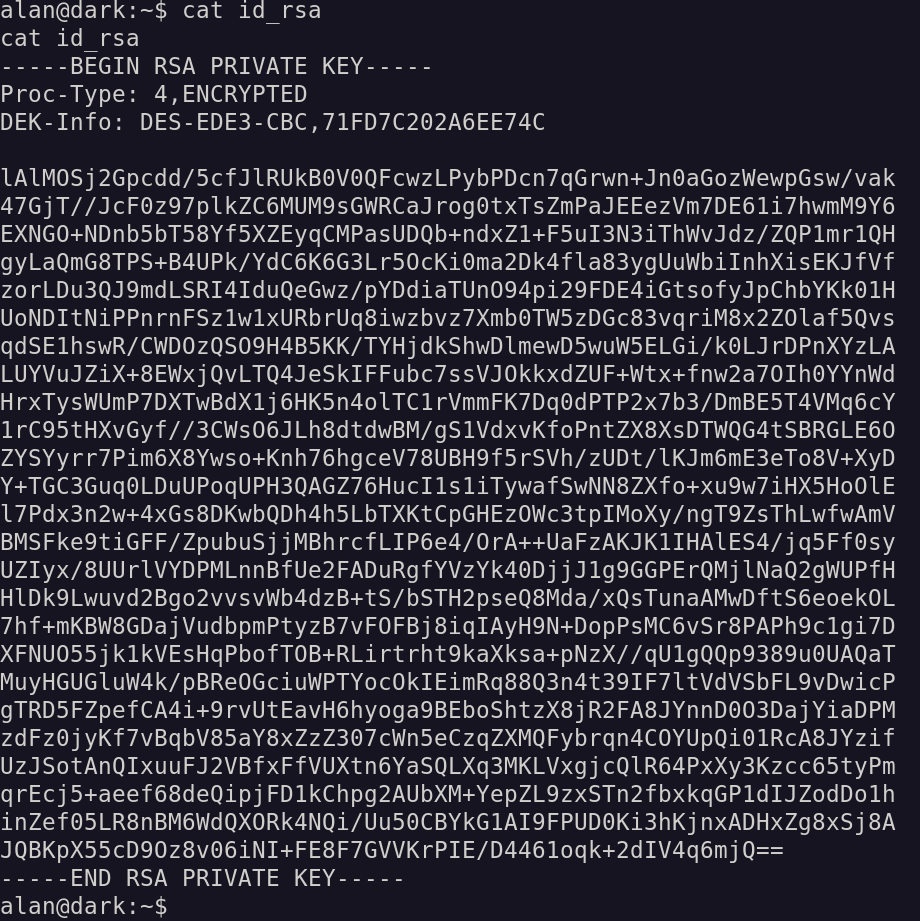 alan@dark:~$ cat id_rsa
cat id_rsa
-----BEGIN RSA PRIVATE KEY-----
Proc-Type: 4,ENCRYPTED
DEK-Info: DES-EDE3-CBC,71FD7C202A6EE74C

lAlMOSj2Gpcdd/5cfJlRUkB0V0QFcwzLPybPDcn7qGrwn+Jn0aGozWewpGsw/vak
47GjT//JcF0z97plkZC6MUM9sGWRCaJrog0txTsZmPaJEEezVm7DE61i7hwmM9Y6
EXNGO+NDnb5bT58Yf5XZEyqCMPasUDQb+ndxZ1+F5uI3N3iThWvJdz/ZQP1mr1QH
gyLaQmG8TPS+B4UPk/YdC6K6G3Lr5OcKi0ma2Dk4fla83ygUuWbiInhXisEKJfVf
zorLDu3QJ9mdLSRI4IduQeGwz/pYDdiaTUnO94pi29FDE4iGtsofyJpChbYKk01H
UoNDItNiPPnrnFSz1w1xURbrUq8iwzbvz7Xmb0TW5zDGc83vqriM8x2ZOlaf5Qvs
qdSE1hswR/CWDOzQSO9H4B5KK/TYHjdkShwDlmewD5wuW5ELGi/k0LJrDPnXYzLA
LUYVuJZiX+8EWxjQvLTQ4JeSkIFFubc7ssVJOkkxdZUF+Wtx+fnw2a7OIh0YYnWd
HrxTysWUmP7DXTwBdX1j6HK5n4olTC1rVmmFK7Dq0dPTP2x7b3/DmBE5T4VMq6cY
1rC95tHXvGyf//3CWsO6JLh8dtdwBM/gS1VdxvKfoPntZX8XsDTWQG4tSBRGLE6O
ZYSYyrr7Pim6X8Ywso+Knh76hgceV78UBH9f5rSVh/zUDt/lKJm6mE3eTo8V+XyD
Y+TGC3Guq0LDuUPoqUPH3QAGZ76HucI1s1iTywafSwNN8ZXfo+xu9w7iHX5HoOlE
l7Pdx3n2w+4xGs8DKwbQDh4h5LbTXKtCpGHEzOWc3tpIMoXy/ngT9ZsThLwfwAmV
BMSFke9tiGFF/ZpubuSjjMBhrcfLIP6e4/OrA++UaFzAKJK1IHAlES4/jq5Ff0sy
UZIyx/8UUrlVYDPMLnnBfUe2FADuRgfYVzYk40DjjJ1g9GGPErQMjlNaQ2gWUPfH
HlDk9Lwuvd2Bgo2vvsvWb4dzB+tS/bSTH2pseQ8Mda/xQsTunaAMwDftS6eoekOL
7hf+mKBW8GDajVudbpmPtyzB7vFOFBj8iqIAyH9N+DopPsMC6vSr8PAPh9c1gi7D
XFNUO55jk1kVEsHqPbofTOB+RLirtrht9kaXksa+pNzX//qU1gQQp9389u0UAQaT
MuyHGUGluW4k/pBReOGciuWPTYocOkIEimRq88Q3n4t39IF7ltVdVSbFL9vDwicP
gTRD5FZpefCA4i+9rvUtEavH6hyoga9BEboShtzX8jR2FA8JYnnD0O3DajYiaDPM
zdFz0jyKf7vBqbV85aY8xZzZ307cWn5eCzqZXMQFybrqn4COYUpQi01RcA8JYzif
UzJSotAnQIxuuFJ2VBfxFfVUXtn6YaSQLXq3MKLVxgjcQlR64PxXy3Kzcc65tyPm
qrEcj5+aeef68deQipjFD1kChpg2AUbXM+YepZL9zxSTn2fbxkqGP1dIJZodDo1h
inZef05LR8nBM6WdQXORk4NQi/Uu50CBYkG1AI9FPUD0Ki3hKjnxADHxZg8xSj8A
JQBKpX55cD9Oz8v06iNI+FE8F7GVVKrPIE/D4461oqk+2dIV4q6mjQ==
-----END RSA PRIVATE KEY-----
alan@dark:~$